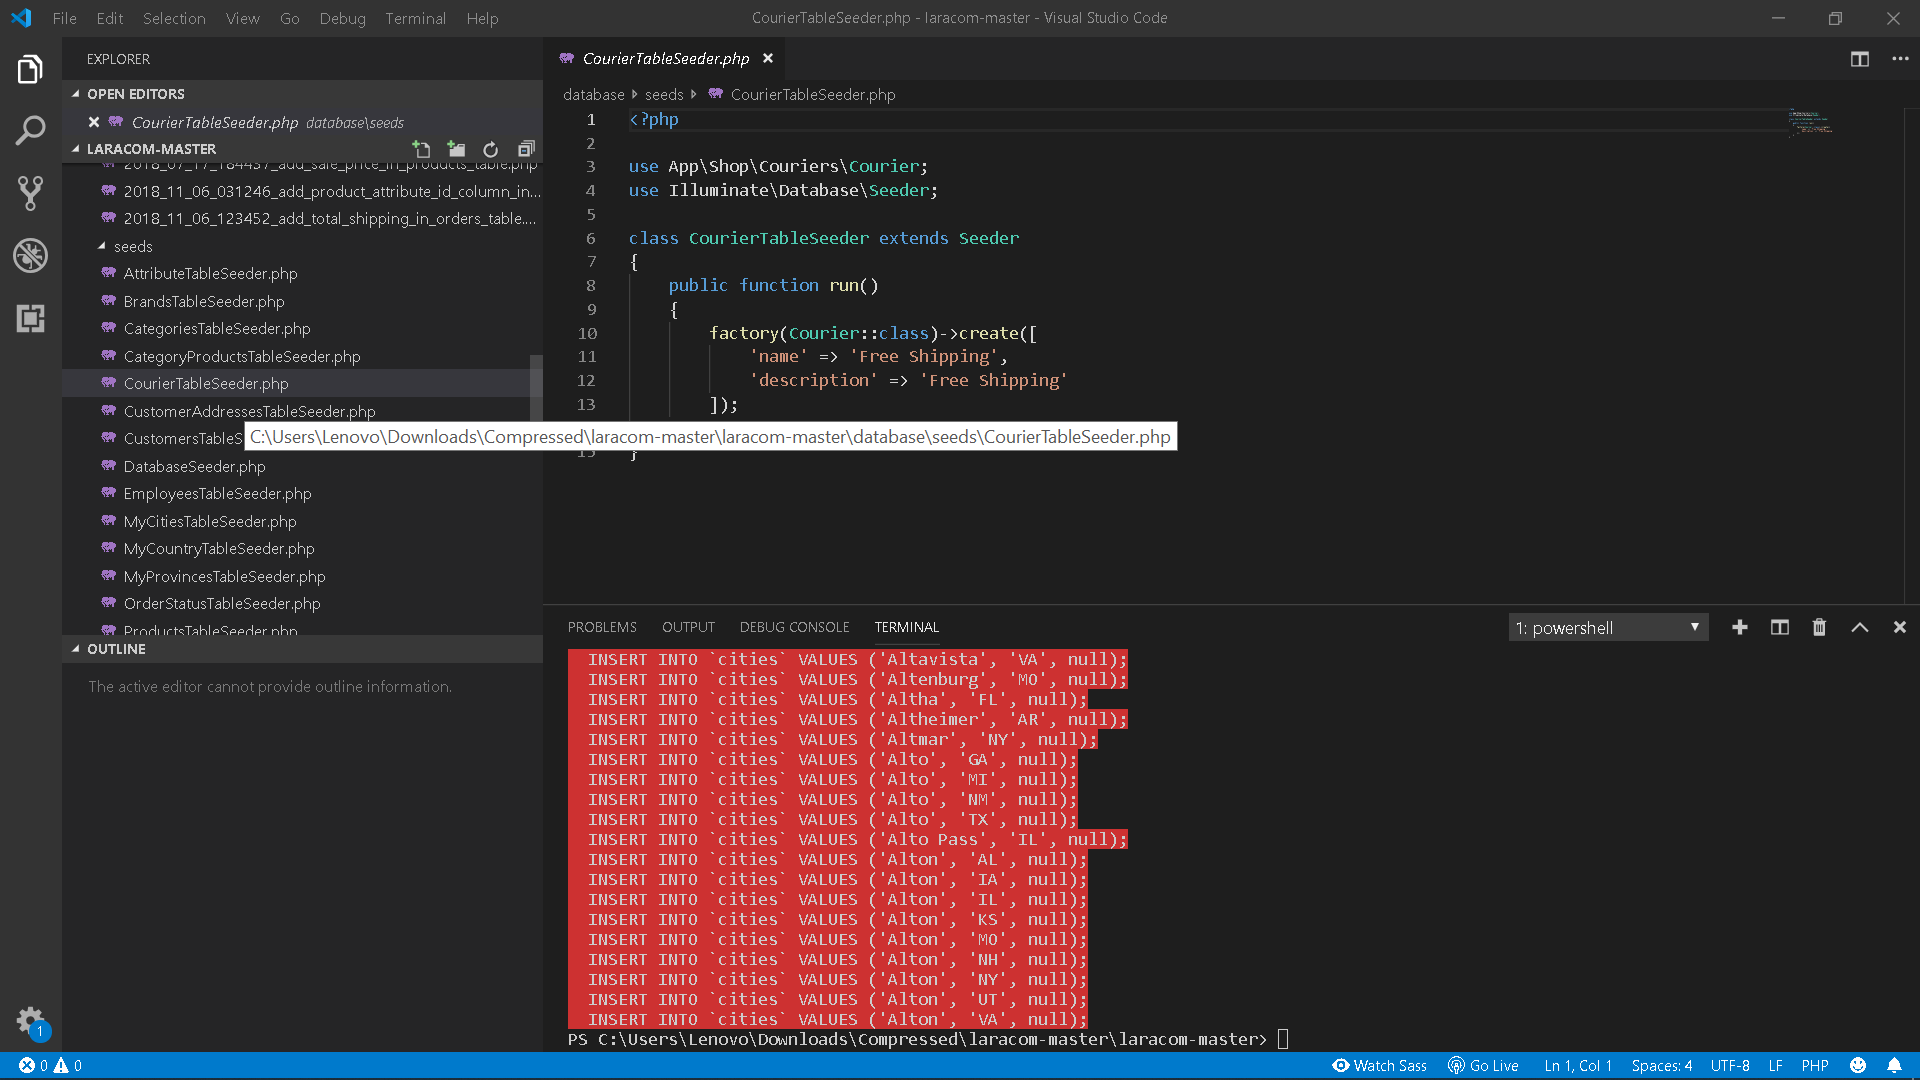 File Edit Selection View Go Debug Terminal Help
CourierTableSeeder.php - laracom-master - Visual Studio Code
EXPLORER
OPEN EDITORS
CourierTableSeeder.php database\seeds
LARACOM-MASTER
2018_07_17_184437_add_sale_price_in_products_table.php
2018_11_06_031246_add_product_attribute_id_column_in...
2018_11_06_123452_add_total_shipping_in_orders_table....
seeds
AttributeTableSeeder.php
BrandsTableSeeder.php
CategoriesTableSeeder.php
CategoryProductsTableSeeder.php
CourierTableSeeder.php
CustomerAddressesTableSeeder.php
CustomersTableS
DatabaseSeeder.php
EmployeesTableSeeder.php
MyCitiesTableSeeder.php
MyCountryTableSeeder.php
MyProvincesTableSeeder.php
OrderStatusTableSeeder.php
ProductsTableSeeder.php
OUTLINE
The active editor cannot provide outline information.
1
CourierTableSeeder.php
database seeds CourierTableSeeder.php
1 <?php
2
3 use App\Shop\Couriers\Courier;
4 use Illuminate\Database\Seeder;
5
6 class CourierTableSeeder extends Seeder
7 {
8 public function run()
9 {
10 factory(Courier::class)->create([
11 'name' => 'Free Shipping',
12 'description' => 'Free Shipping'
13 ]);
C:\Users\Lenovo\Downloads\Compressed\laracom-master\laracom-master\database\seeds\CourierTableSeeder.php
15 }
PROBLEMS OUTPUT DEBUG CONSOLE TERMINAL
1: powershell
INSERT INTO `cities` VALUES ('Altavista', 'VA', null);
INSERT INTO `cities` VALUES ('Altenburg', 'MO', null);
INSERT INTO `cities` VALUES ('Altha', 'FL', null);
INSERT INTO `cities` VALUES ('Altheimer', 'AR', null);
INSERT INTO `cities` VALUES ('Altmar', 'NY', null);
INSERT INTO `cities` VALUES ('Alto', 'GA', null);
INSERT INTO `cities` VALUES ('Alto', 'MI', null);
INSERT INTO `cities` VALUES ('Alto', 'NM', null);
INSERT INTO `cities` VALUES ('Alto', 'TX', null);
INSERT INTO `cities` VALUES ('Alto Pass', 'IL', null);
INSERT INTO `cities` VALUES ('Alton', 'AL', null);
INSERT INTO `cities` VALUES ('Alton', 'IA', null);
INSERT INTO `cities` VALUES ('Alton', 'IL', null);
INSERT INTO `cities` VALUES ('Alton', 'KS', null);
INSERT INTO `cities` VALUES ('Alton', 'MO', null);
INSERT INTO `cities` VALUES ('Alton', 'NH', null);
INSERT INTO `cities` VALUES ('Alton', 'NY', null);
INSERT INTO `cities` VALUES ('Alton', 'UT', null);
INSERT INTO `cities` VALUES ('Alton', 'VA', null);
PS C:\Users\Lenovo\Downloads\Compressed\laracom-master\laracom-master>
0 0 Watch Sass Go Live Ln 1, Col 1 Spaces: 4 UTF-8 LF PHP